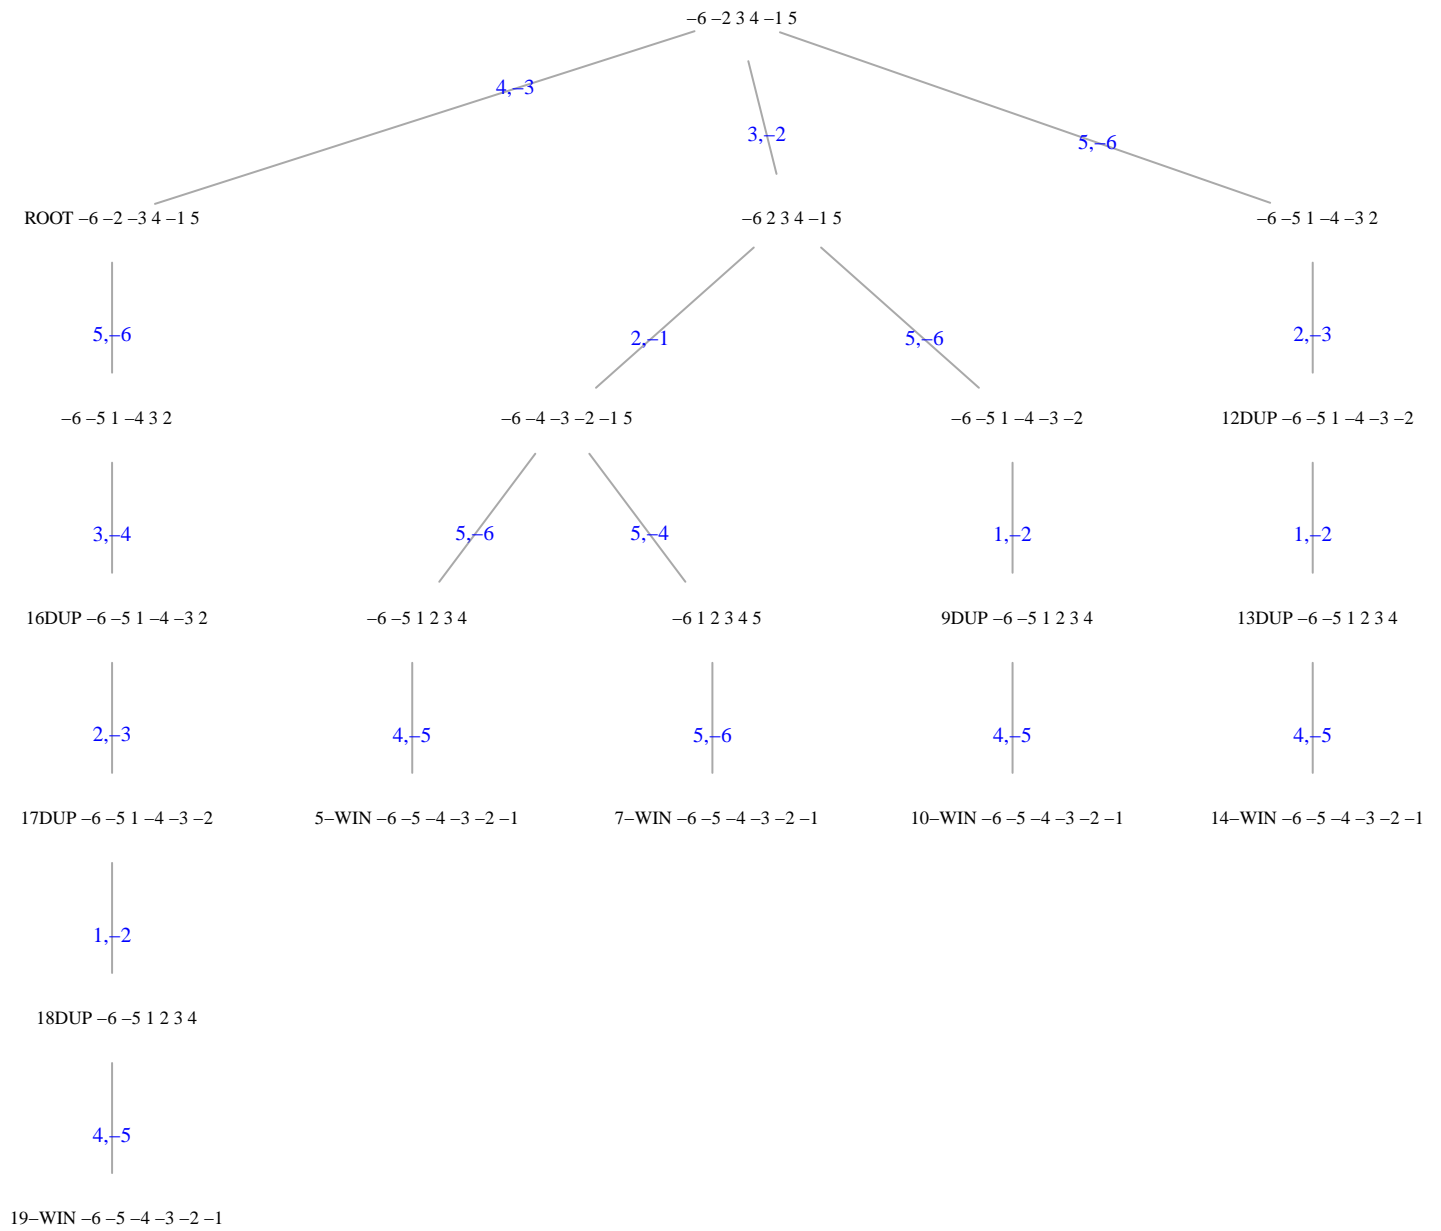 –6 –2 3 4 –1 5
4,–3
3,–2
5,–6
ROOT –6 –2 –3 4 –1 5
–6 2 3 4 –1 5
–6 –5 1 –4 –3 2
5,–6
2,–1
5,–6
2,–3
–6 –5 1 –4 3 2
–6 –4 –3 –2 –1 5
–6 –5 1 –4 –3 –2
12DUP –6 –5 1 –4 –3 –2
3,–4
5,–6
5,–4
1,–2
1,–2
16DUP –6 –5 1 –4 –3 2
–6 –5 1 2 3 4
–6 1 2 3 4 5
9DUP –6 –5 1 2 3 4
13DUP –6 –5 1 2 3 4
2,–3
4,–5
5,–6
4,–5
4,–5
17DUP –6 –5 1 –4 –3 –2
5–WIN –6 –5 –4 –3 –2 –1
7–WIN –6 –5 –4 –3 –2 –1
10–WIN –6 –5 –4 –3 –2 –1
14–WIN –6 –5 –4 –3 –2 –1
1,–2
18DUP –6 –5 1 2 3 4
4,–5
19–WIN –6 –5 –4 –3 –2 –1